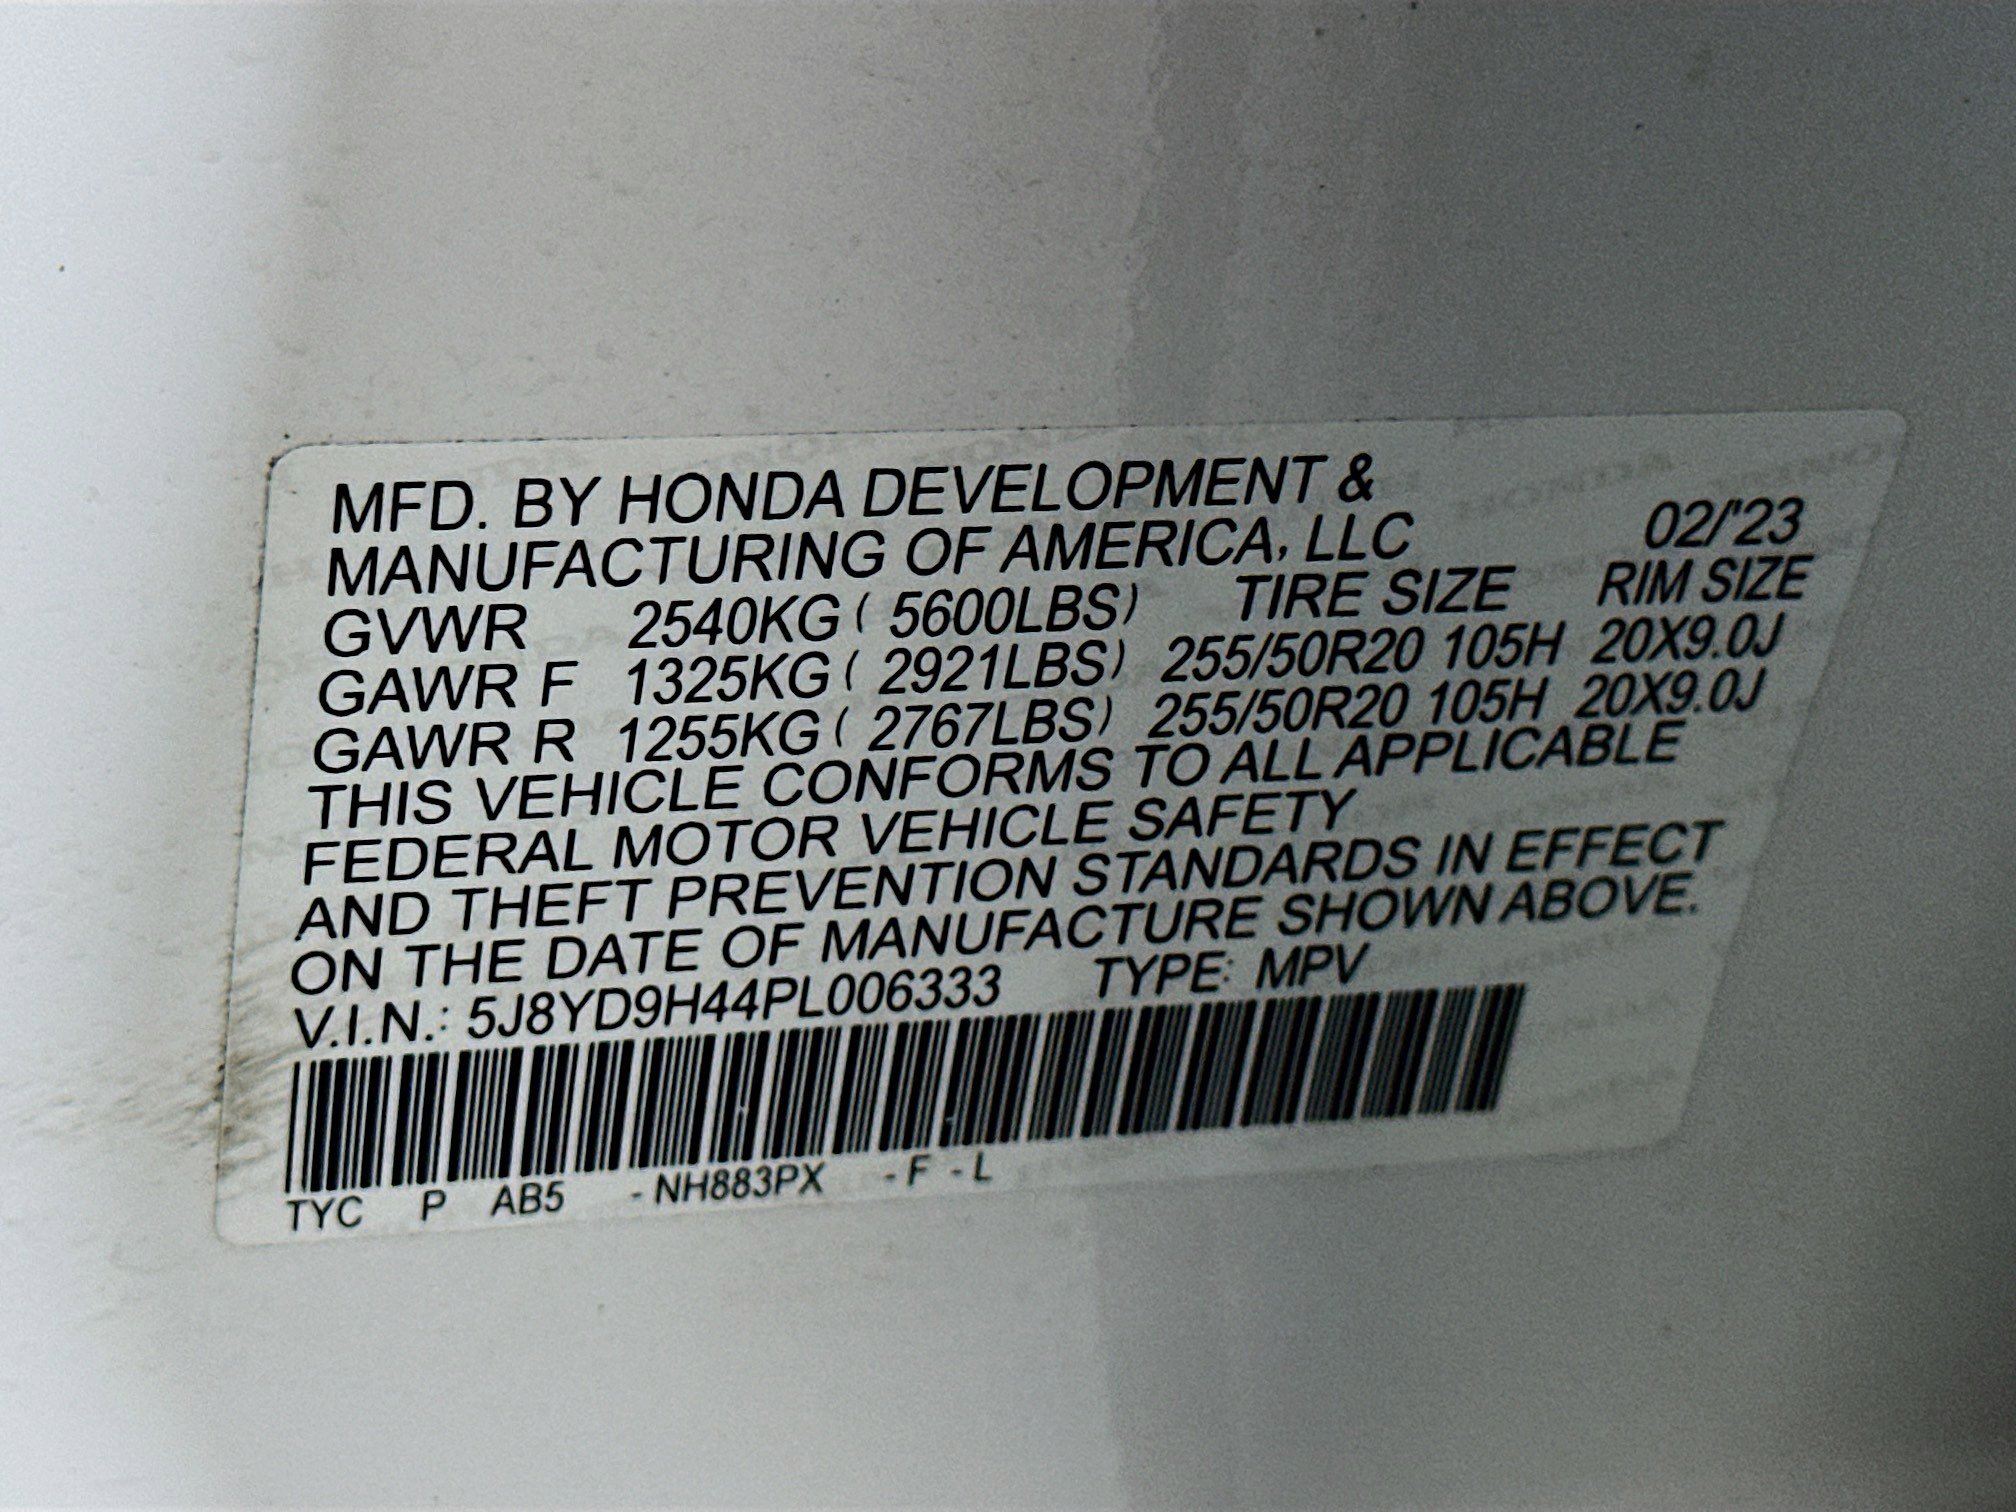 MFD. BY HONDA DEVELOPMENT &
MANUFACTURING OF AMERICA, LLC 02/'23
GVWR 2540KG ( 5600LBS) TIRE SIZE RIM SIZE
GAWR F 1325KG ( 2921LBS) 255/50R20 105H 20X9.0J
GAWR R 1255KG ( 2767LBS) 255/50R20 105H 20X9.0J
THIS VEHICLE CONFORMS TO ALL APPLICABLE
FEDERAL MOTOR VEHICLE SAFETY
AND THEFT PREVENTION STANDARDS IN EFFECT
ON THE DATE OF MANUFACTURE SHOWN ABOVE.
V.I.N.: 5J8YD9H44PL006333 TYPE: MPV
TYC P AB5 -NH883PX -F -L